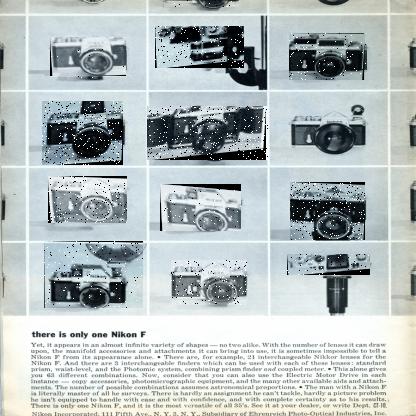 there is only one Nikon F
Yet, it appears in an almost infinite variety of shapes — no two alike. With the number of lenses it can draw
upon, the manifold accessories and attachments it can bring into use, it is sometimes impossible to tell a
Nikon F from its appearance alone. • There are, for example, 21 interchangeable Nikkor lenses for the
Nikon F. And there are 3 interchangeable finders which can be used with each of these lenses: standard
prism, waist-level, and the Photomic system, combining prism finder and coupled meter. • This alone gives
you 63 different combinations. Now, consider that you can also use the Electric Motor Drive in each
instance — copy accessories, photomicrographic equipment, and the many other available aids and attach-
ments. The number of possible combinations assumes astronomical proportions. • The man with a Nikon F
is literally master of all he surveys. There is hardly an assignment he can't tackle, hardly a picture problem
he isn't equipped to handle with ease and with confidence, and with complete certainty as to his results.
There is only one Nikon F, and it is the most versatile of all 35's. See it at your dealer, or write Dept.
Nikon Incorporated, 111 Fifth Ave., N. Y. 3, N. Y., Subsidiary of Ehrenreich Photo-Optical Industries, Inc.